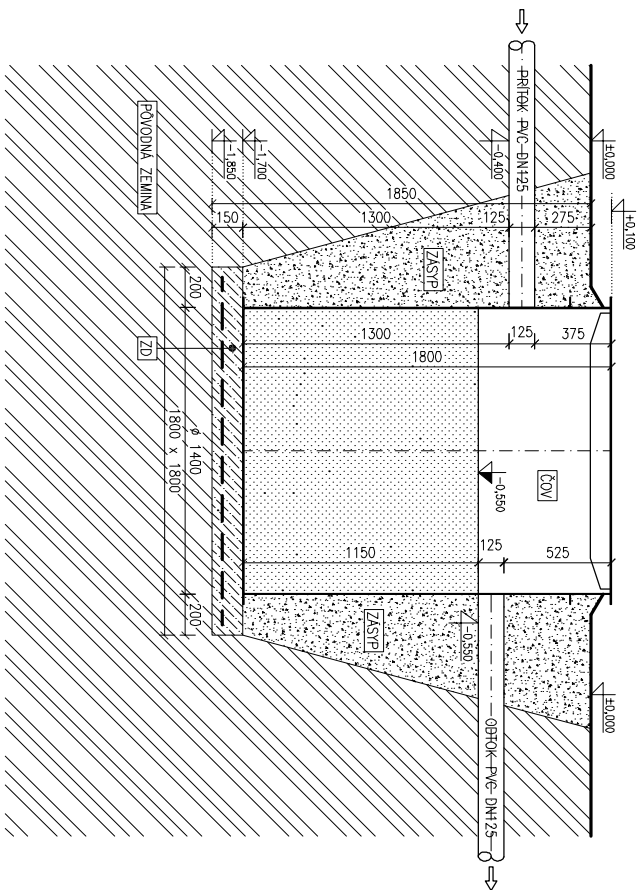 PRÍTOK PVC DN125
±0,000
+0,100
-0,400
-1,700
-1,850
PÔVODNÁ ZEMINA
1850
150
1300
125
275
ZÁSYP
200
ZD
1300
125
375
1800
ø 1400
1800 x 1800
ČOV
-0,550
1150
125
525
200
ZÁSYP
-0,550
±0,000
ODTOK PVC DN125